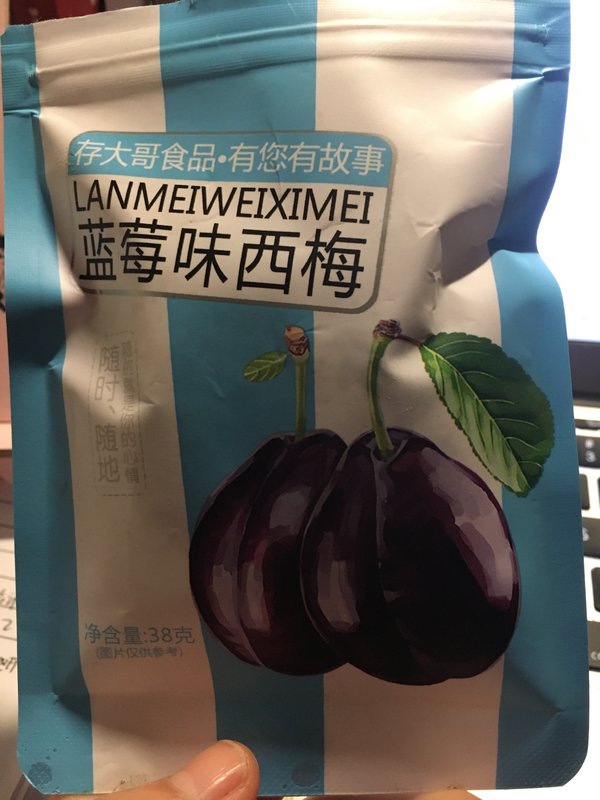 存大哥食品•有您有故事
LANMEIWEIXIMEI
蓝莓味西梅
随时、随地
净含量:38克
(图片仅供参考)